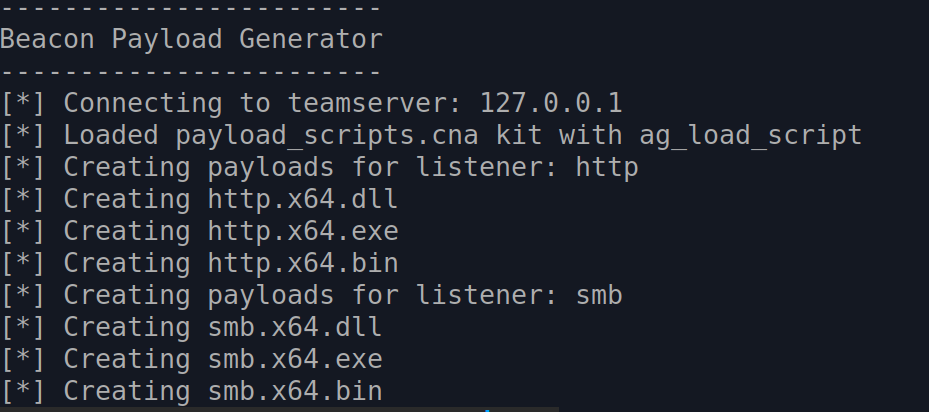 ------------------------
Beacon Payload Generator
------------------------
[*] Connecting to teamserver: 127.0.0.1
[*] Loaded payload_scripts.cna kit with ag_load_script
[*] Creating payloads for listener: http
[*] Creating http.x64.dll
[*] Creating http.x64.exe
[*] Creating http.x64.bin
[*] Creating payloads for listener: smb
[*] Creating smb.x64.dll
[*] Creating smb.x64.exe
[*] Creating smb.x64.bin